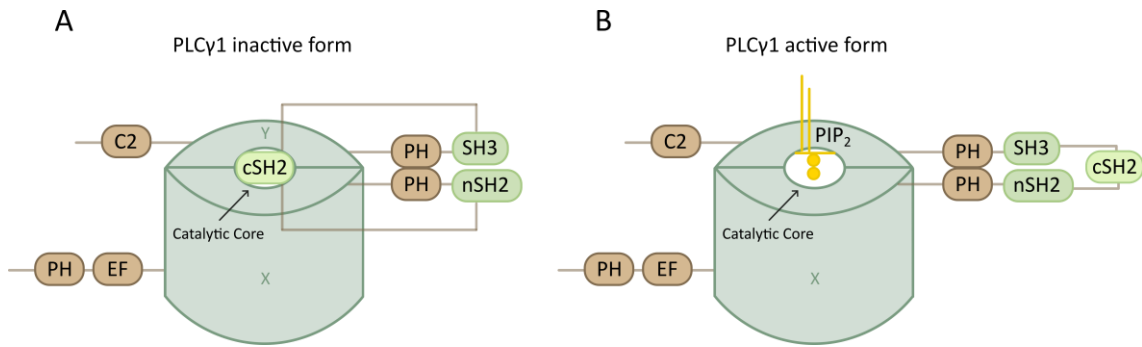 A
PLCγ1 inactive form
C2
Y
cSH2
PH
SH3
PH
nSH2
Catalytic Core
PH
EF
X
B
PLCγ1 active form
C2
PIP2
PH
SH3
PH
nSH2
cSH2
Catalytic Core
PH
EF
X